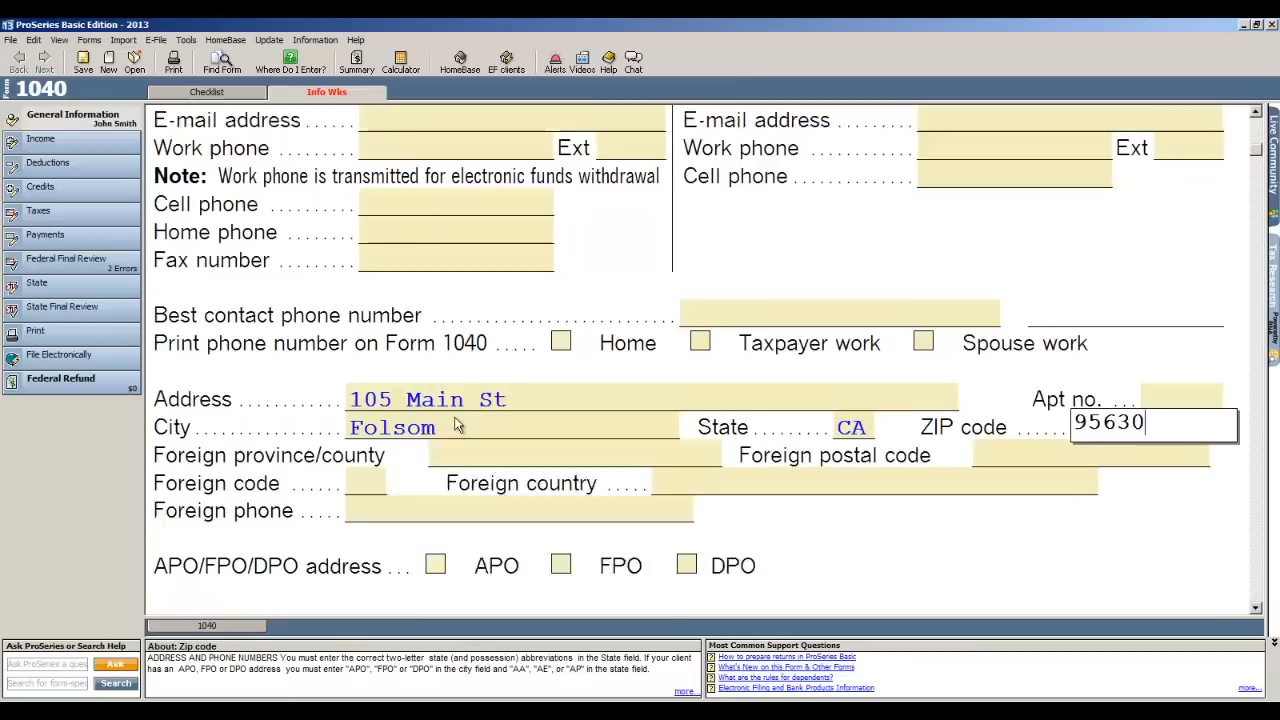 ProSeries Basic Edition - 2013
File Edit View Forms Import E-File Tools HomeBase Update Information Help
Back Next Save New Open Print Find Form Where Do I Enter? Summary Calculator HomeBase EF clients Alerts Videos Help Chat
Form 1040 Checklist Info Wks
General Information
John Smith
Income
Deductions
Credits
Taxes
Payments
Federal Final Review
2 Errors
State
State Final Review
Print
File Electronically
Federal Refund
$0
E-mail address ...... E-mail address .........
Work phone ......... Ext Work phone ......... Ext
Note: Work phone is transmitted for electronic funds withdrawal Cell phone ............
Cell phone ........
Home phone .......
Fax number ........
Best contact phone number ............................
Print phone number on Form 1040 ..... Home Taxpayer work Spouse work
Address ........... 105 Main St Apt no. ...
City ................ Folsom State ........ CA ZIP code ...... 95630
Foreign province/county Foreign postal code
Foreign code ...... Foreign country .....
Foreign phone .....
APO/FPO/DPO address ... APO FPO DPO
1040
Ask ProSeries or Search Help
Ask ProSeries a ques Ask
Search for form-spec Search
About: Zip code
ADDRESS AND PHONE NUMBERS You must enter the correct two-letter state (and possession) abbreviations in the State field. If your client
has an APO, FPO or DPO address you must enter "APO", "FPO" or "DPO" in the city field and "AA", "AE", or "AP" in the state field.
more...
Most Common Support Questions
How to prepare returns in ProSeries Basic
What's New on this Form & Other Forms
What are the rules for dependents?
Electronic Filing and Bank Products Information
more...
Live Community
Tax Research